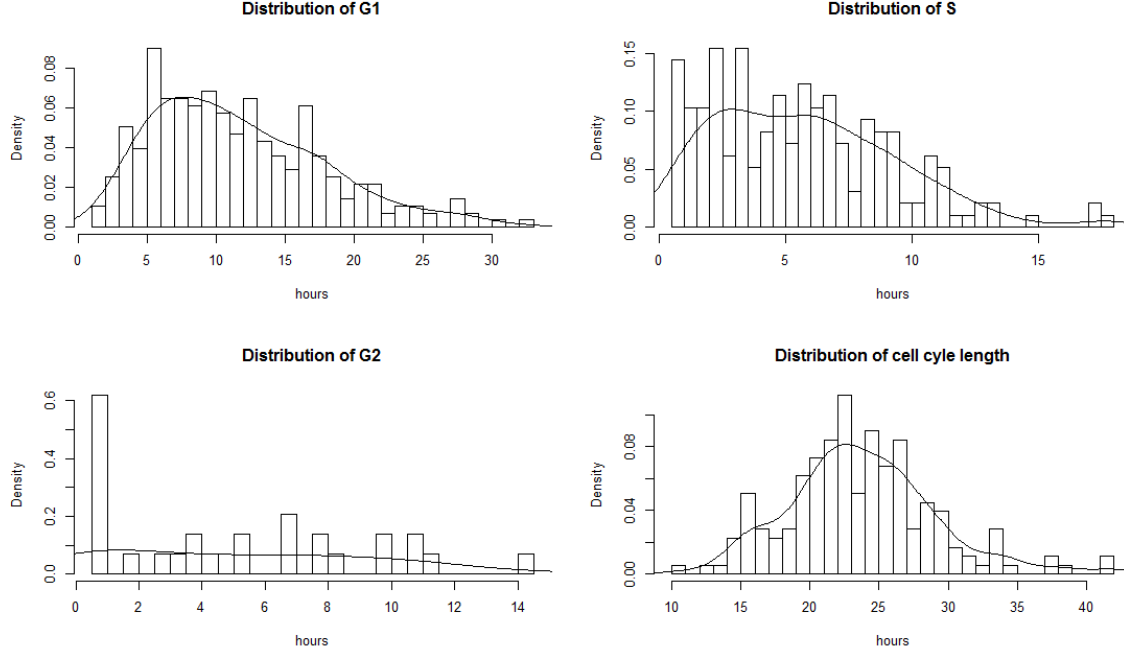 Distribution of G1
Density
0.00 0.02 0.04 0.06 0.08
0 5 10 15 20 25 30
hours
Distribution of S
Density
0.00 0.05 0.10 0.15
0 5 10 15
hours
Distribution of G2
Density
0.0 0.2 0.4 0.6
0 2 4 6 8 10 12 14
hours
Distribution of cell cyle length
Density
0.00 0.04 0.08
10 15 20 25 30 35 40
hours